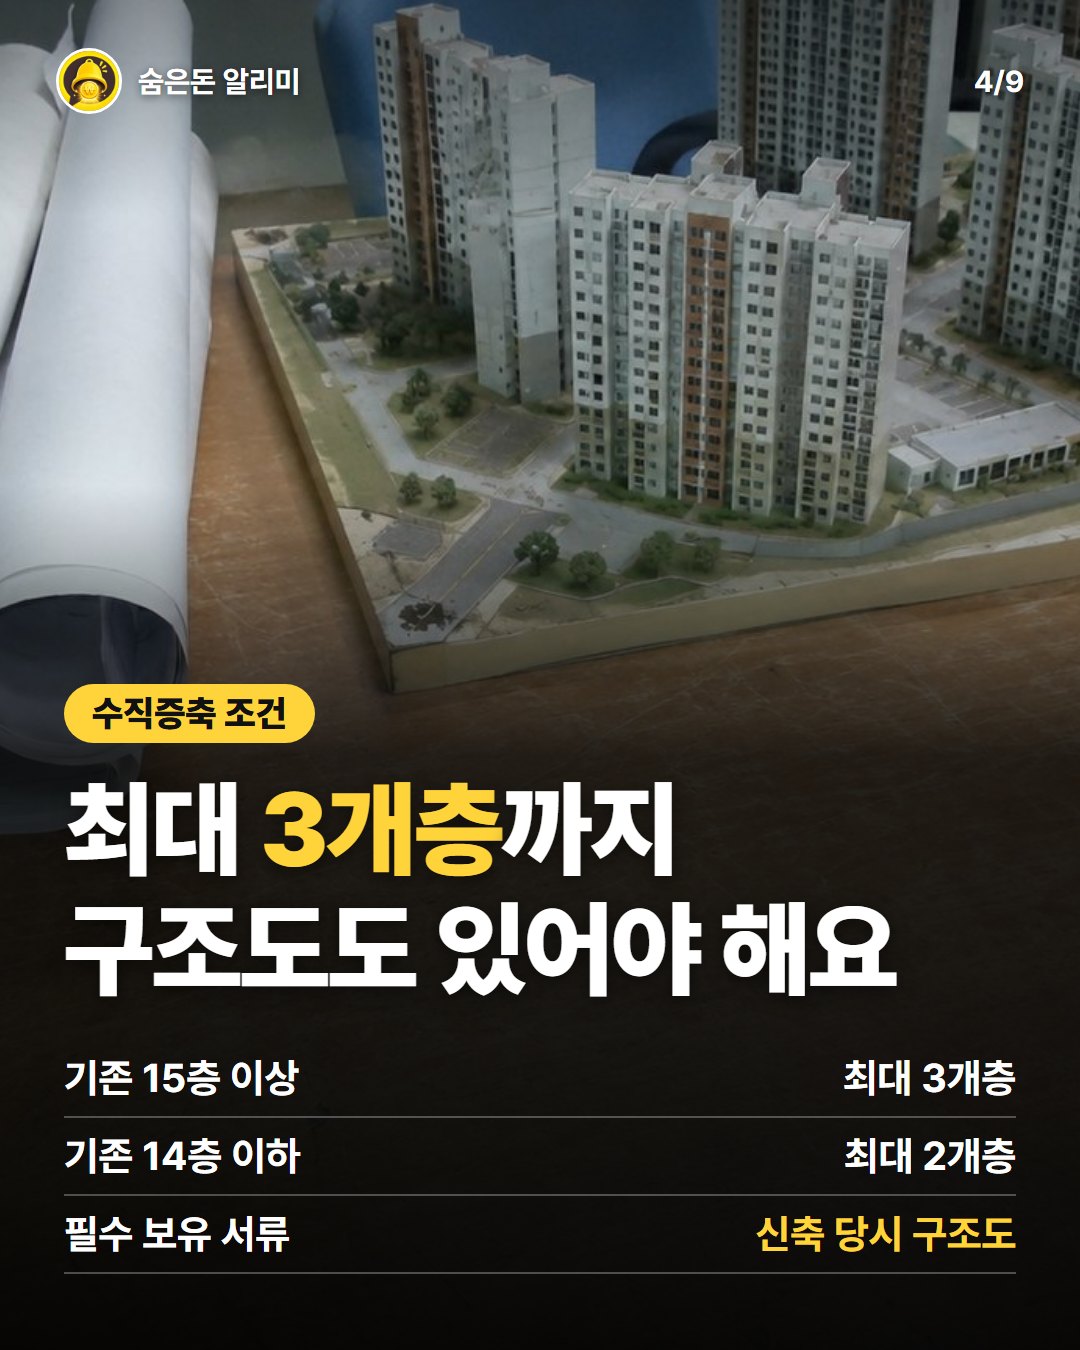 숨은돈 알리미
4/9
수직증축 조건
최대 3개층까지
구조도도 있어야 해요
기존 15층 이상 최대 3개층
기존 14층 이하 최대 2개층
필수 보유 서류 신축 당시 구조도